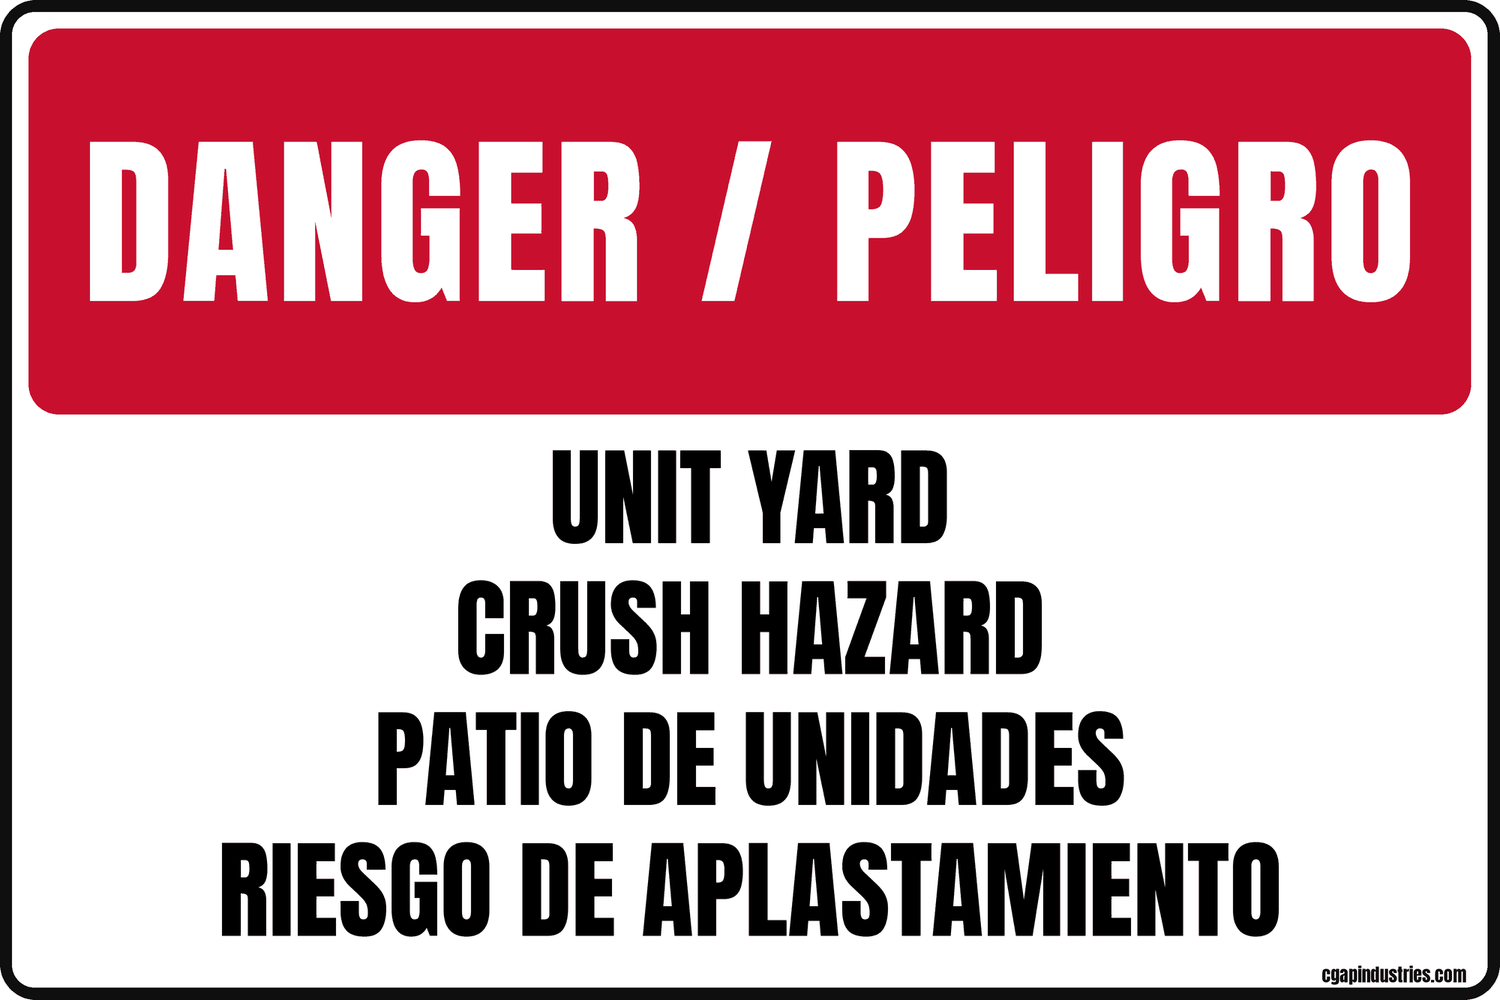 DANGER / PELIGRO
UNIT YARD
CRUSH HAZARD
PATIO DE UNIDADES
RIESGO DE APLASTAMIENTO
cgapindustries.com